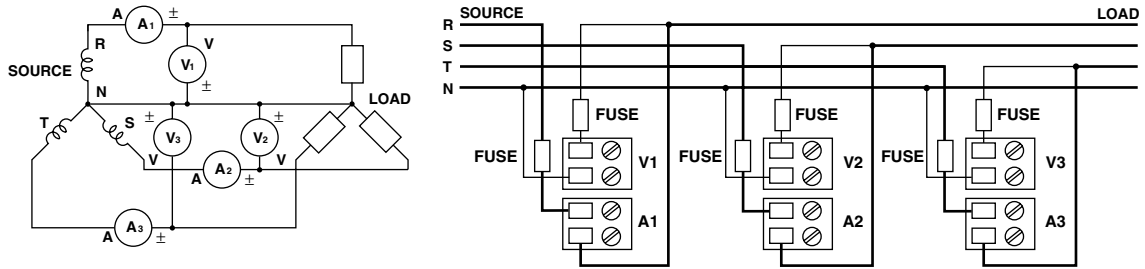 A A1 ±
R V
SOURCE V1
±
N
T S ± V3 ± V2 LOAD
V V
A A2 ±
A A3 ±
SOURCE LOAD
R
S
T
N
FUSE FUSE FUSE
FUSE V1 FUSE V2 FUSE V3
A1 A2 A3